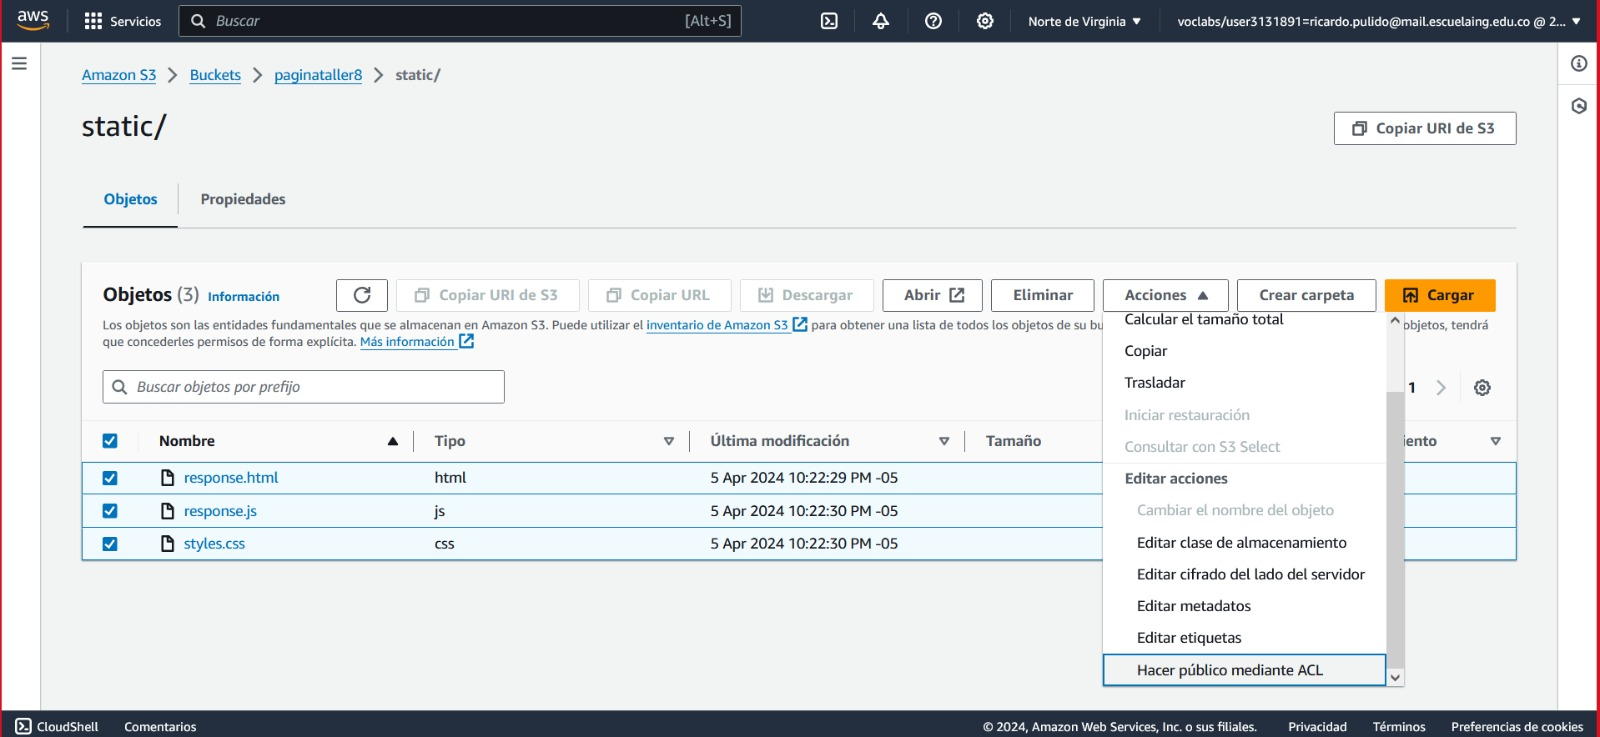 aws
Servicios
Buscar
[Alt+S]
Norte de Virginia
voclabs/user3131891=ricardo.pulido@mail.escuelaing.edu.co @ 2...
Amazon S3 > Buckets > paginataller8 > static/
static/
Copiar URI de S3
Objetos
Propiedades
Objetos (3) Información
Copiar URI de S3
Copiar URL
Descargar
Abrir
Eliminar
Acciones
Crear carpeta
Cargar
Los objetos son las entidades fundamentales que se almacenan en Amazon S3. Puede utilizar el inventario de Amazon S3 para obtener una lista de todos los objetos de su bu objetos, tendrá
que concederles permisos de forma explícita. Más información
Buscar objetos por prefijo
1
Nombre Tipo Última modificación Tamaño iento
response.html html 5 Apr 2024 10:22:29 PM -05
response.js js 5 Apr 2024 10:22:30 PM -05
styles.css css 5 Apr 2024 10:22:30 PM -05
Calcular el tamaño total
Copiar
Trasladar
Iniciar restauración
Consultar con S3 Select
Editar acciones
Cambiar el nombre del objeto
Editar clase de almacenamiento
Editar cifrado del lado del servidor
Editar metadatos
Editar etiquetas
Hacer público mediante ACL
CloudShell Comentarios © 2024, Amazon Web Services, Inc. o sus filiales. Privacidad Términos Preferencias de cookies